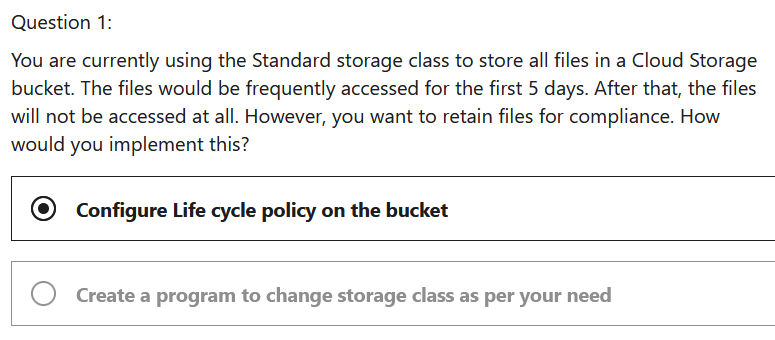 Question 1:
You are currently using the Standard storage class to store all files in a Cloud Storage
bucket. The files would be frequently accessed for the first 5 days. After that, the files
will not be accessed at all. However, you want to retain files for compliance. How
would you implement this?
Configure Life cycle policy on the bucket
Create a program to change storage class as per your need